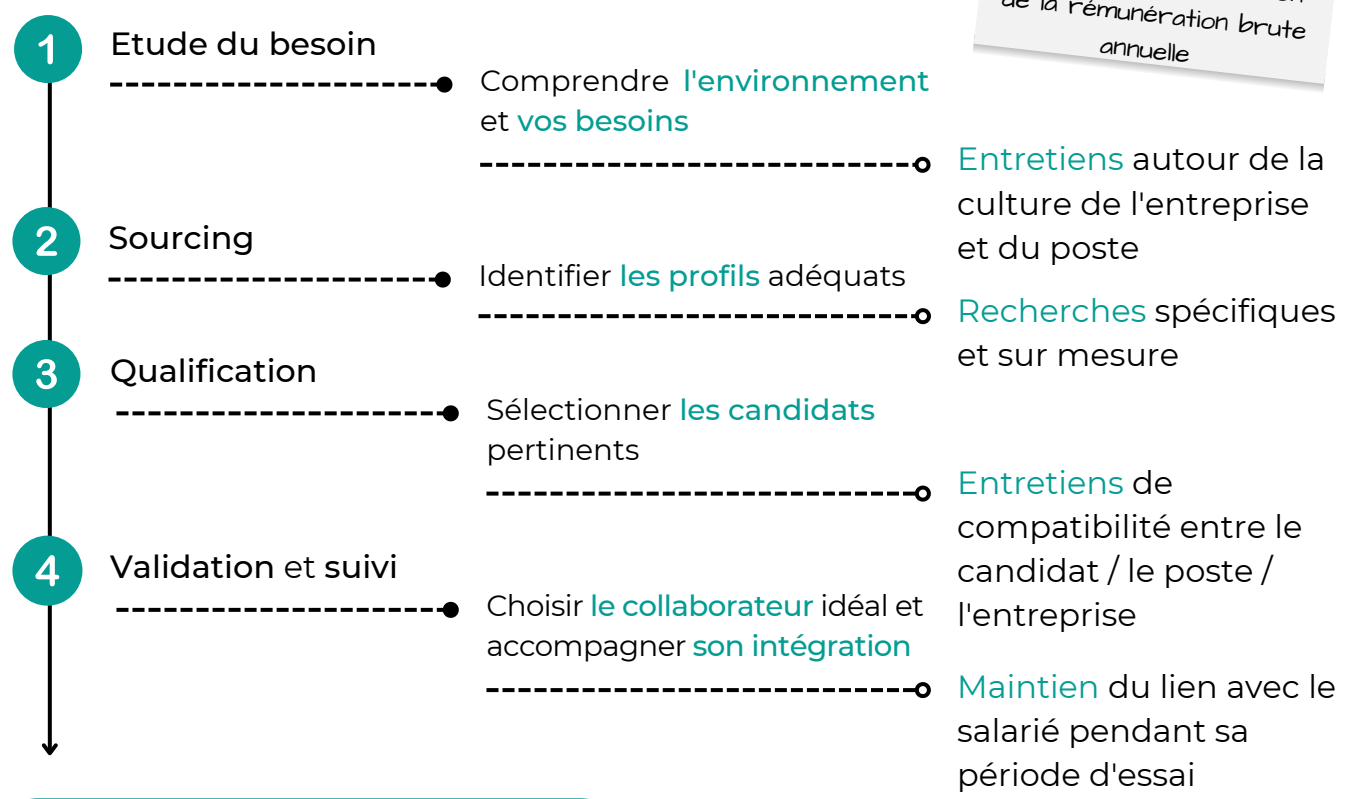 de la rémunération brute
annuelle
1
Etude du besoin
Comprendre l'environnement
et vos besoins
Entretiens autour de la
culture de l'entreprise
et du poste
2
Sourcing
Identifier les profils adéquats
Recherches spécifiques
et sur mesure
3
Qualification
Sélectionner les candidats
pertinents
Entretiens de
compatibilité entre le
candidat / le poste /
l'entreprise
4
Validation et suivi
Choisir le collaborateur idéal et
accompagner son intégration
Maintien du lien avec le
salarié pendant sa
période d'essai